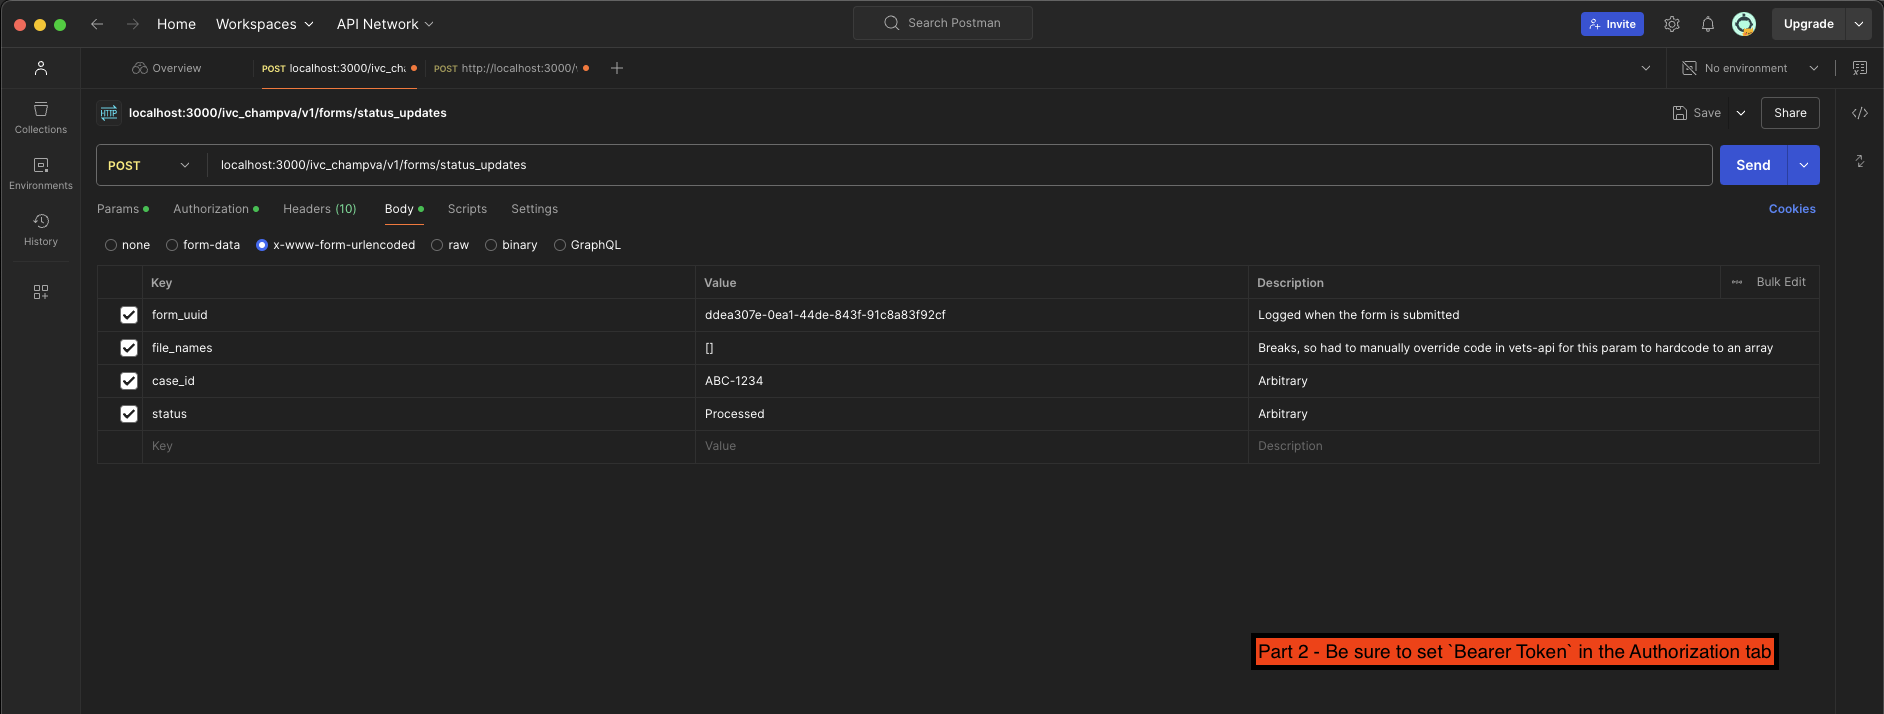 Home Workspaces API Network Search Postman Invite Upgrade
Overview POST localhost:3000/ivc_ch POST http://localhost:3000/ No environment
HTTP localhost:3000/ivc_champva/v1/forms/status_updates Save Share
Collections
POST localhost:3000/ivc_champva/v1/forms/status_updates Send
Environments
Params Authorization Headers (10) Body Scripts Settings Cookies
History
none form-data x-www-form-urlencoded raw binary GraphQL
Key Value Description Bulk Edit
form_uuid ddea307e-0ea1-44de-843f-91c8a83f92cf Logged when the form is submitted
file_names [] Breaks, so had to manually override code in vets-api for this param to hardcode to an array
case_id ABC-1234 Arbitrary
status Processed Arbitrary
Key Value Description
Part 2 - Be sure to set `Bearer Token` in the Authorization tab